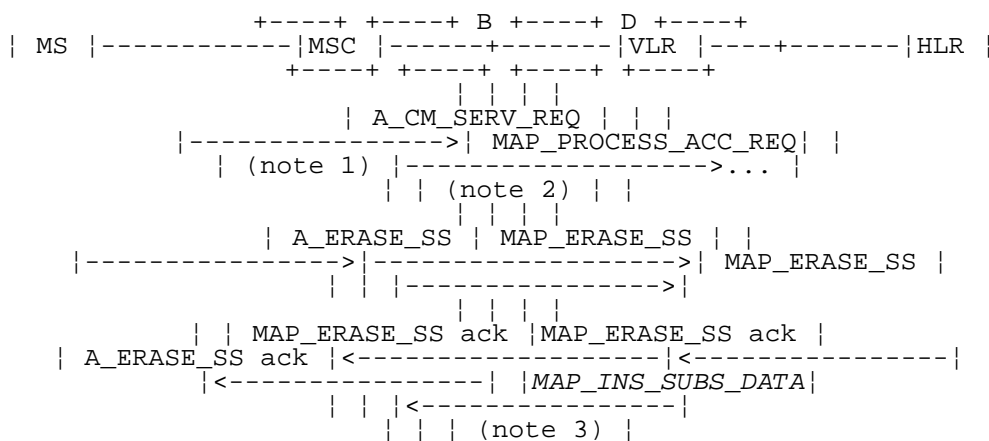 +----+ +----+ B +----+ D +----+
¦ MS ¦------------¦MSC ¦------+-------¦VLR ¦----+-------¦HLR ¦
+----+ +----+ +----+ +----+
¦ ¦ ¦ ¦
¦ A_CM_SERV_REQ ¦ ¦ ¦
¦---------------->¦ MAP_PROCESS_ACC_REQ¦ ¦
¦ (note 1) ¦------------------->... ¦
¦ ¦ (note 2) ¦ ¦
¦ ¦ ¦ ¦
¦ A_ERASE_SS ¦ MAP_ERASE_SS ¦ ¦
¦---------------->¦------------------->¦ MAP_ERASE_SS ¦
¦ ¦ ¦---------------->¦
¦ ¦ ¦ ¦
¦ ¦ MAP_ERASE_SS ack ¦MAP_ERASE_SS ack ¦
¦ A_ERASE_SS ack ¦<-------------------¦<----------------¦
¦<---------------- ¦ ¦MAP_INS_SUBS_DATA¦
¦ ¦ ¦<----------------¦
¦ ¦ ¦ (note 3) ¦